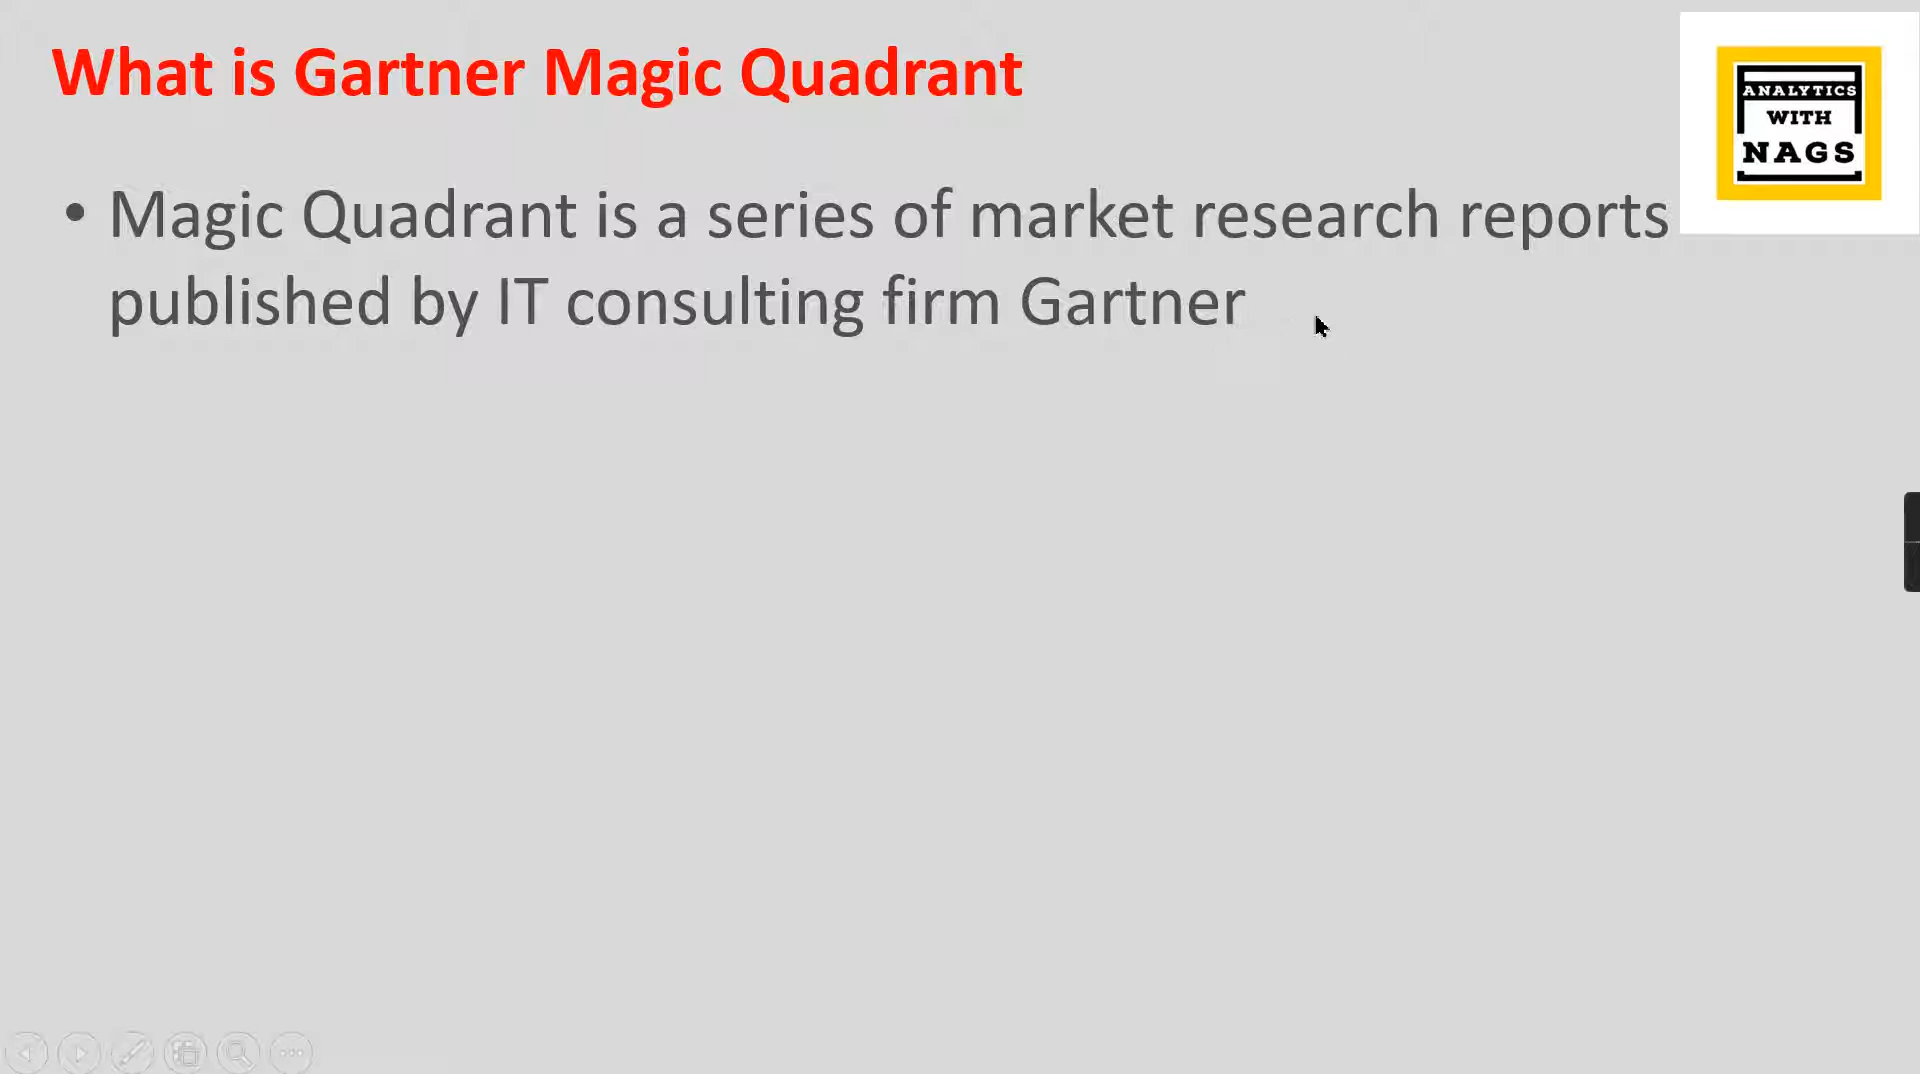 What is Gartner Magic Quadrant
ANALYTICS
WITH
NAGS
• Magic Quadrant is a series of market research reports
published by IT consulting firm Gartner